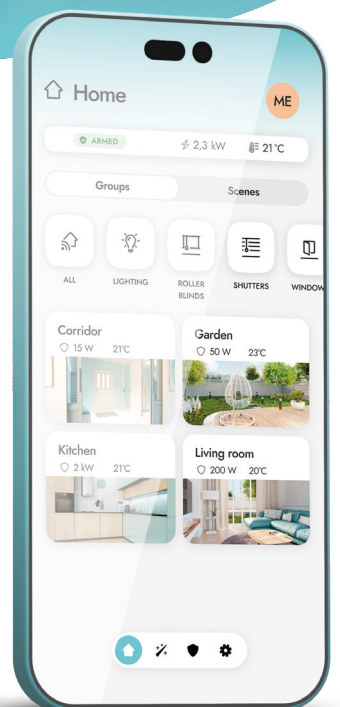 Home
ME
ARMED
2,3 kW
21°C
Groups
Scenes
ALL
LIGHTING
ROLLER
BLINDS
SHUTTERS
WINDOW
Corridor
15 W 21°C
Garden
50 W 23°C
Kitchen
2 kW 21°C
Living room
200 W 20°C